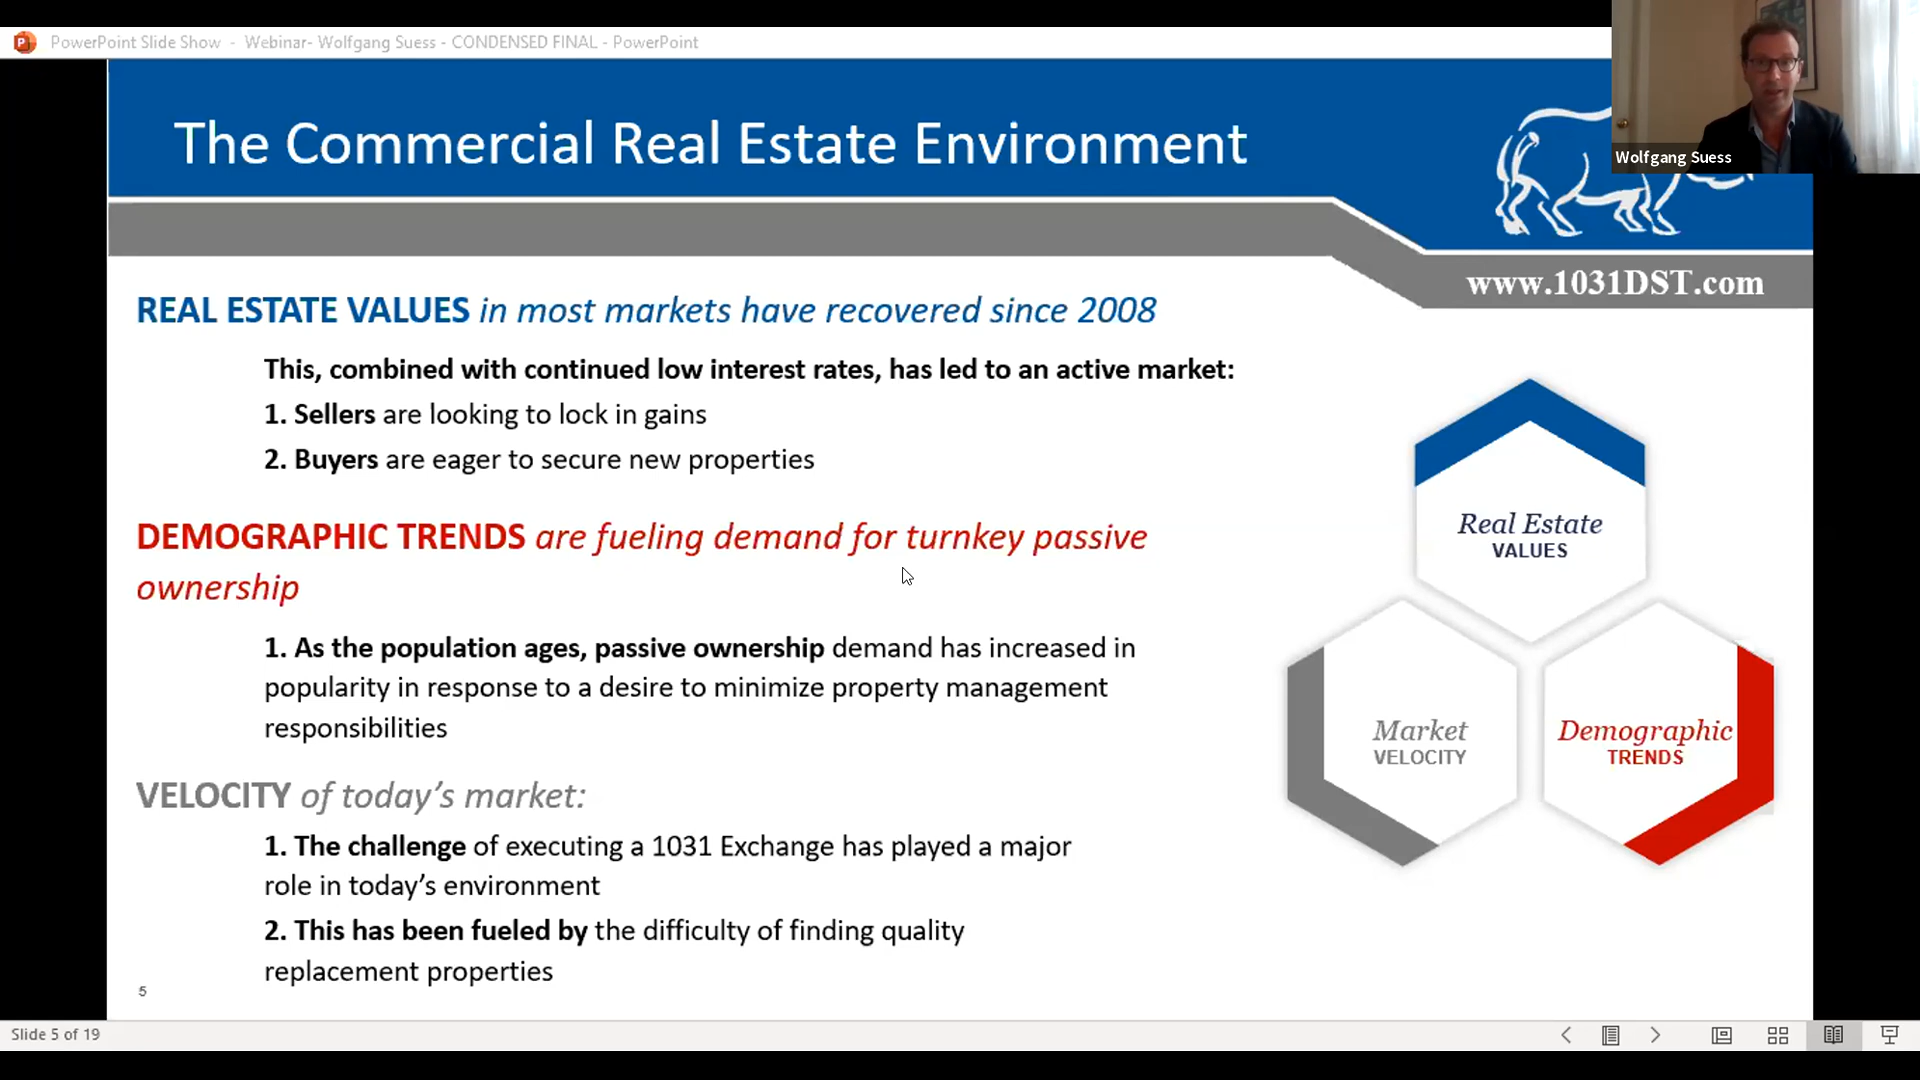 PowerPoint Slide Show - Webinar- Wolfgang Suess - CONDENSED FINAL - PowerPoint
The Commercial Real Estate Environment
Wolfgang Suess
www.1031DST.com
REAL ESTATE VALUES in most markets have recovered since 2008
This, combined with continued low interest rates, has led to an active market:
1. Sellers are looking to lock in gains
2. Buyers are eager to secure new properties
DEMOGRAPHIC TRENDS are fueling demand for turnkey passive
ownership
1. As the population ages, passive ownership demand has increased in
popularity in response to a desire to minimize property management
responsibilities
VELOCITY of today’s market:
1. The challenge of executing a 1031 Exchange has played a major
role in today’s environment
2. This has been fueled by the difficulty of finding quality
replacement properties
Real Estate
VALUES
Market
VELOCITY
Demographic
TRENDS
5
Slide 5 of 19